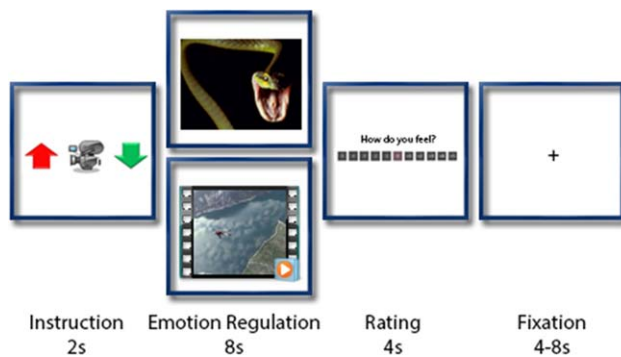 How do you feel?
+
Instruction
2s
Emotion Regulation
8s
Rating
4s
Fixation
4-8s